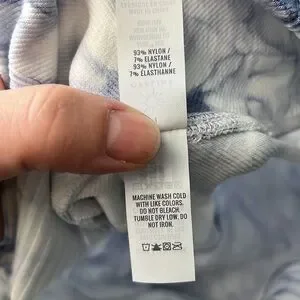 93% NYLON /
7% ELASTANE
93% NYLON /
7% ÉLASTHANNE
MACHINE WASH COLD
WITH LIKE COLORS,
DO NOT BLEACH.
TUMBLE DRY LOW, DO
NOT IRON.